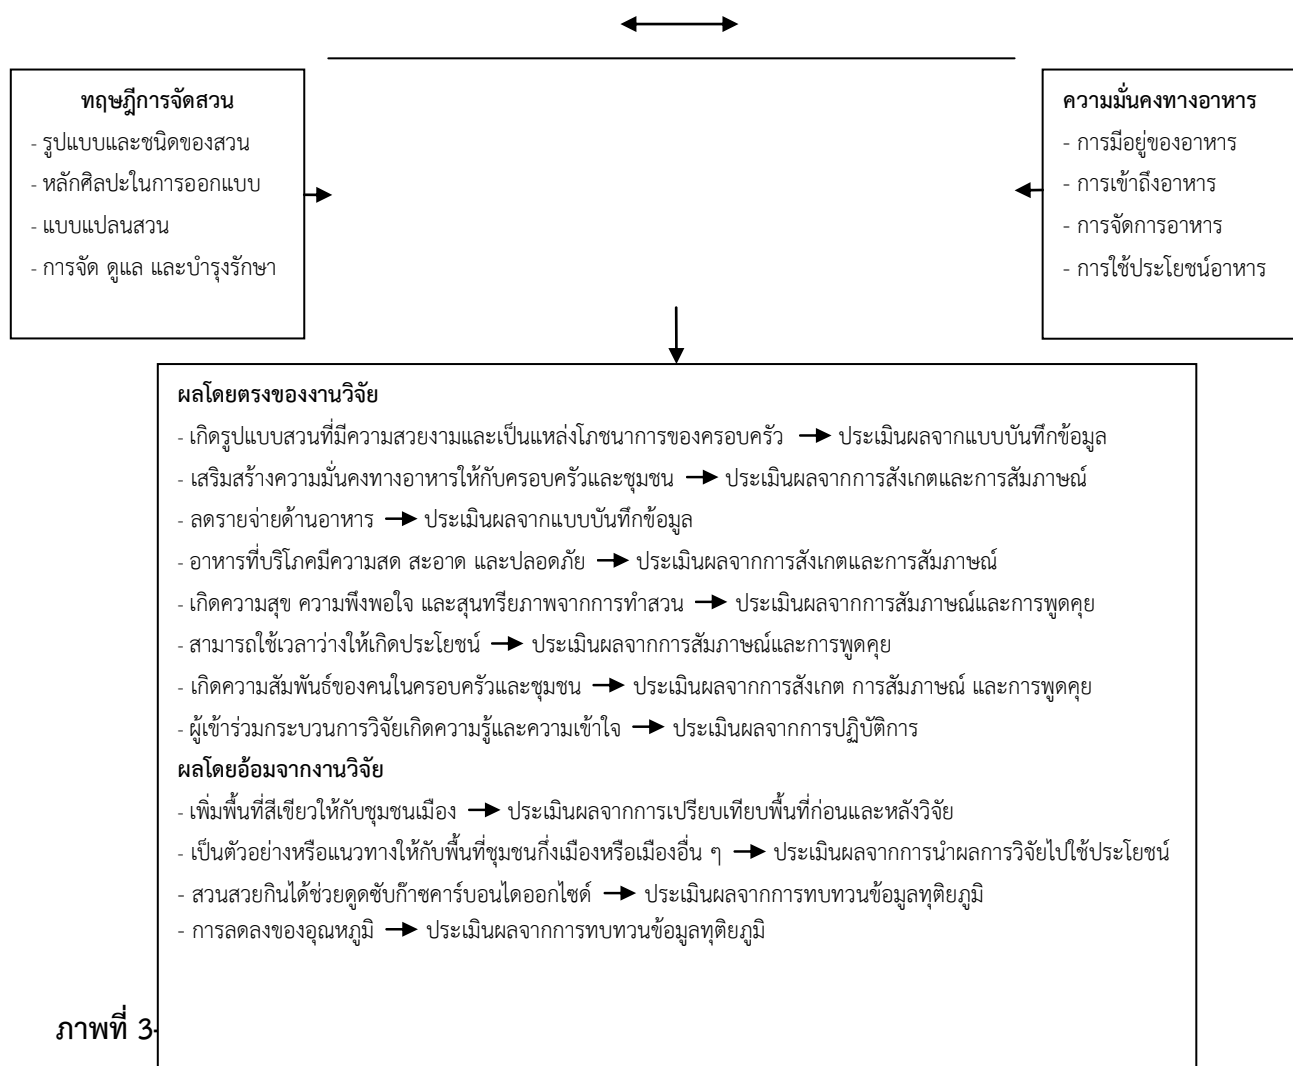 ทฤษฎีการจัดสวน
- รูปแบบและชนิดของสวน
- หลักศิลปะในการออกแบบ
- แบบแปลนสวน
- การจัด ดูแล และบำรุงรักษา
ความมั่นคงทางอาหาร
- การมีอยู่ของอาหาร
- การเข้าถึงอาหาร
- การจัดการอาหาร
- การใช้ประโยชน์อาหาร
ผลโดยตรงของงานวิจัย
- เกิดรูปแบบสวนที่มีความสวยงามและเป็นแหล่งโภชนาการของครอบครัว → ประเมินผลจากแบบบันทึกข้อมูล
- เสริมสร้างความมั่นคงทางอาหารให้กับครอบครัวและชุมชน → ประเมินผลจากการสังเกตและการสัมภาษณ์
- ลดรายจ่ายด้านอาหาร → ประเมินผลจากแบบบันทึกข้อมูล
- อาหารที่บริโภคมีความสด สะอาด และปลอดภัย → ประเมินผลจากการสังเกตและการสัมภาษณ์
- เกิดความสุข ความพึงพอใจ และสุนทรียภาพจากการทำสวน → ประเมินผลจากการสัมภาษณ์และการพูดคุย
- สามารถใช้เวลาว่างให้เกิดประโยชน์ → ประเมินผลจากการสัมภาษณ์และการพูดคุย
- เกิดความสัมพันธ์ของคนในครอบครัวและชุมชน → ประเมินผลจากการสังเกต การสัมภาษณ์ และการพูดคุย
- ผู้เข้าร่วมกระบวนการวิจัยเกิดความรู้และความเข้าใจ → ประเมินผลจากการปฏิบัติการ
ผลโดยอ้อมจากงานวิจัย
- เพิ่มพื้นที่สีเขียวให้กับชุมชนเมือง → ประเมินผลจากการเปรียบเทียบพื้นที่ก่อนและหลังวิจัย
- เป็นตัวอย่างหรือแนวทางให้กับพื้นที่ชุมชนกึ่งเมืองหรือเมืองอื่น ๆ → ประเมินผลจากการนำผลการวิจัยไปใช้ประโยชน์
- สวนสวยกินได้ช่วยดูดซับก๊าซคาร์บอนไดออกไซด์ → ประเมินผลจากการทบทวนข้อมูลทุติยภูมิ
- การลดลงของอุณหภูมิ → ประเมินผลจากการทบทวนข้อมูลทุติยภูมิ
ภาพที่ 3-